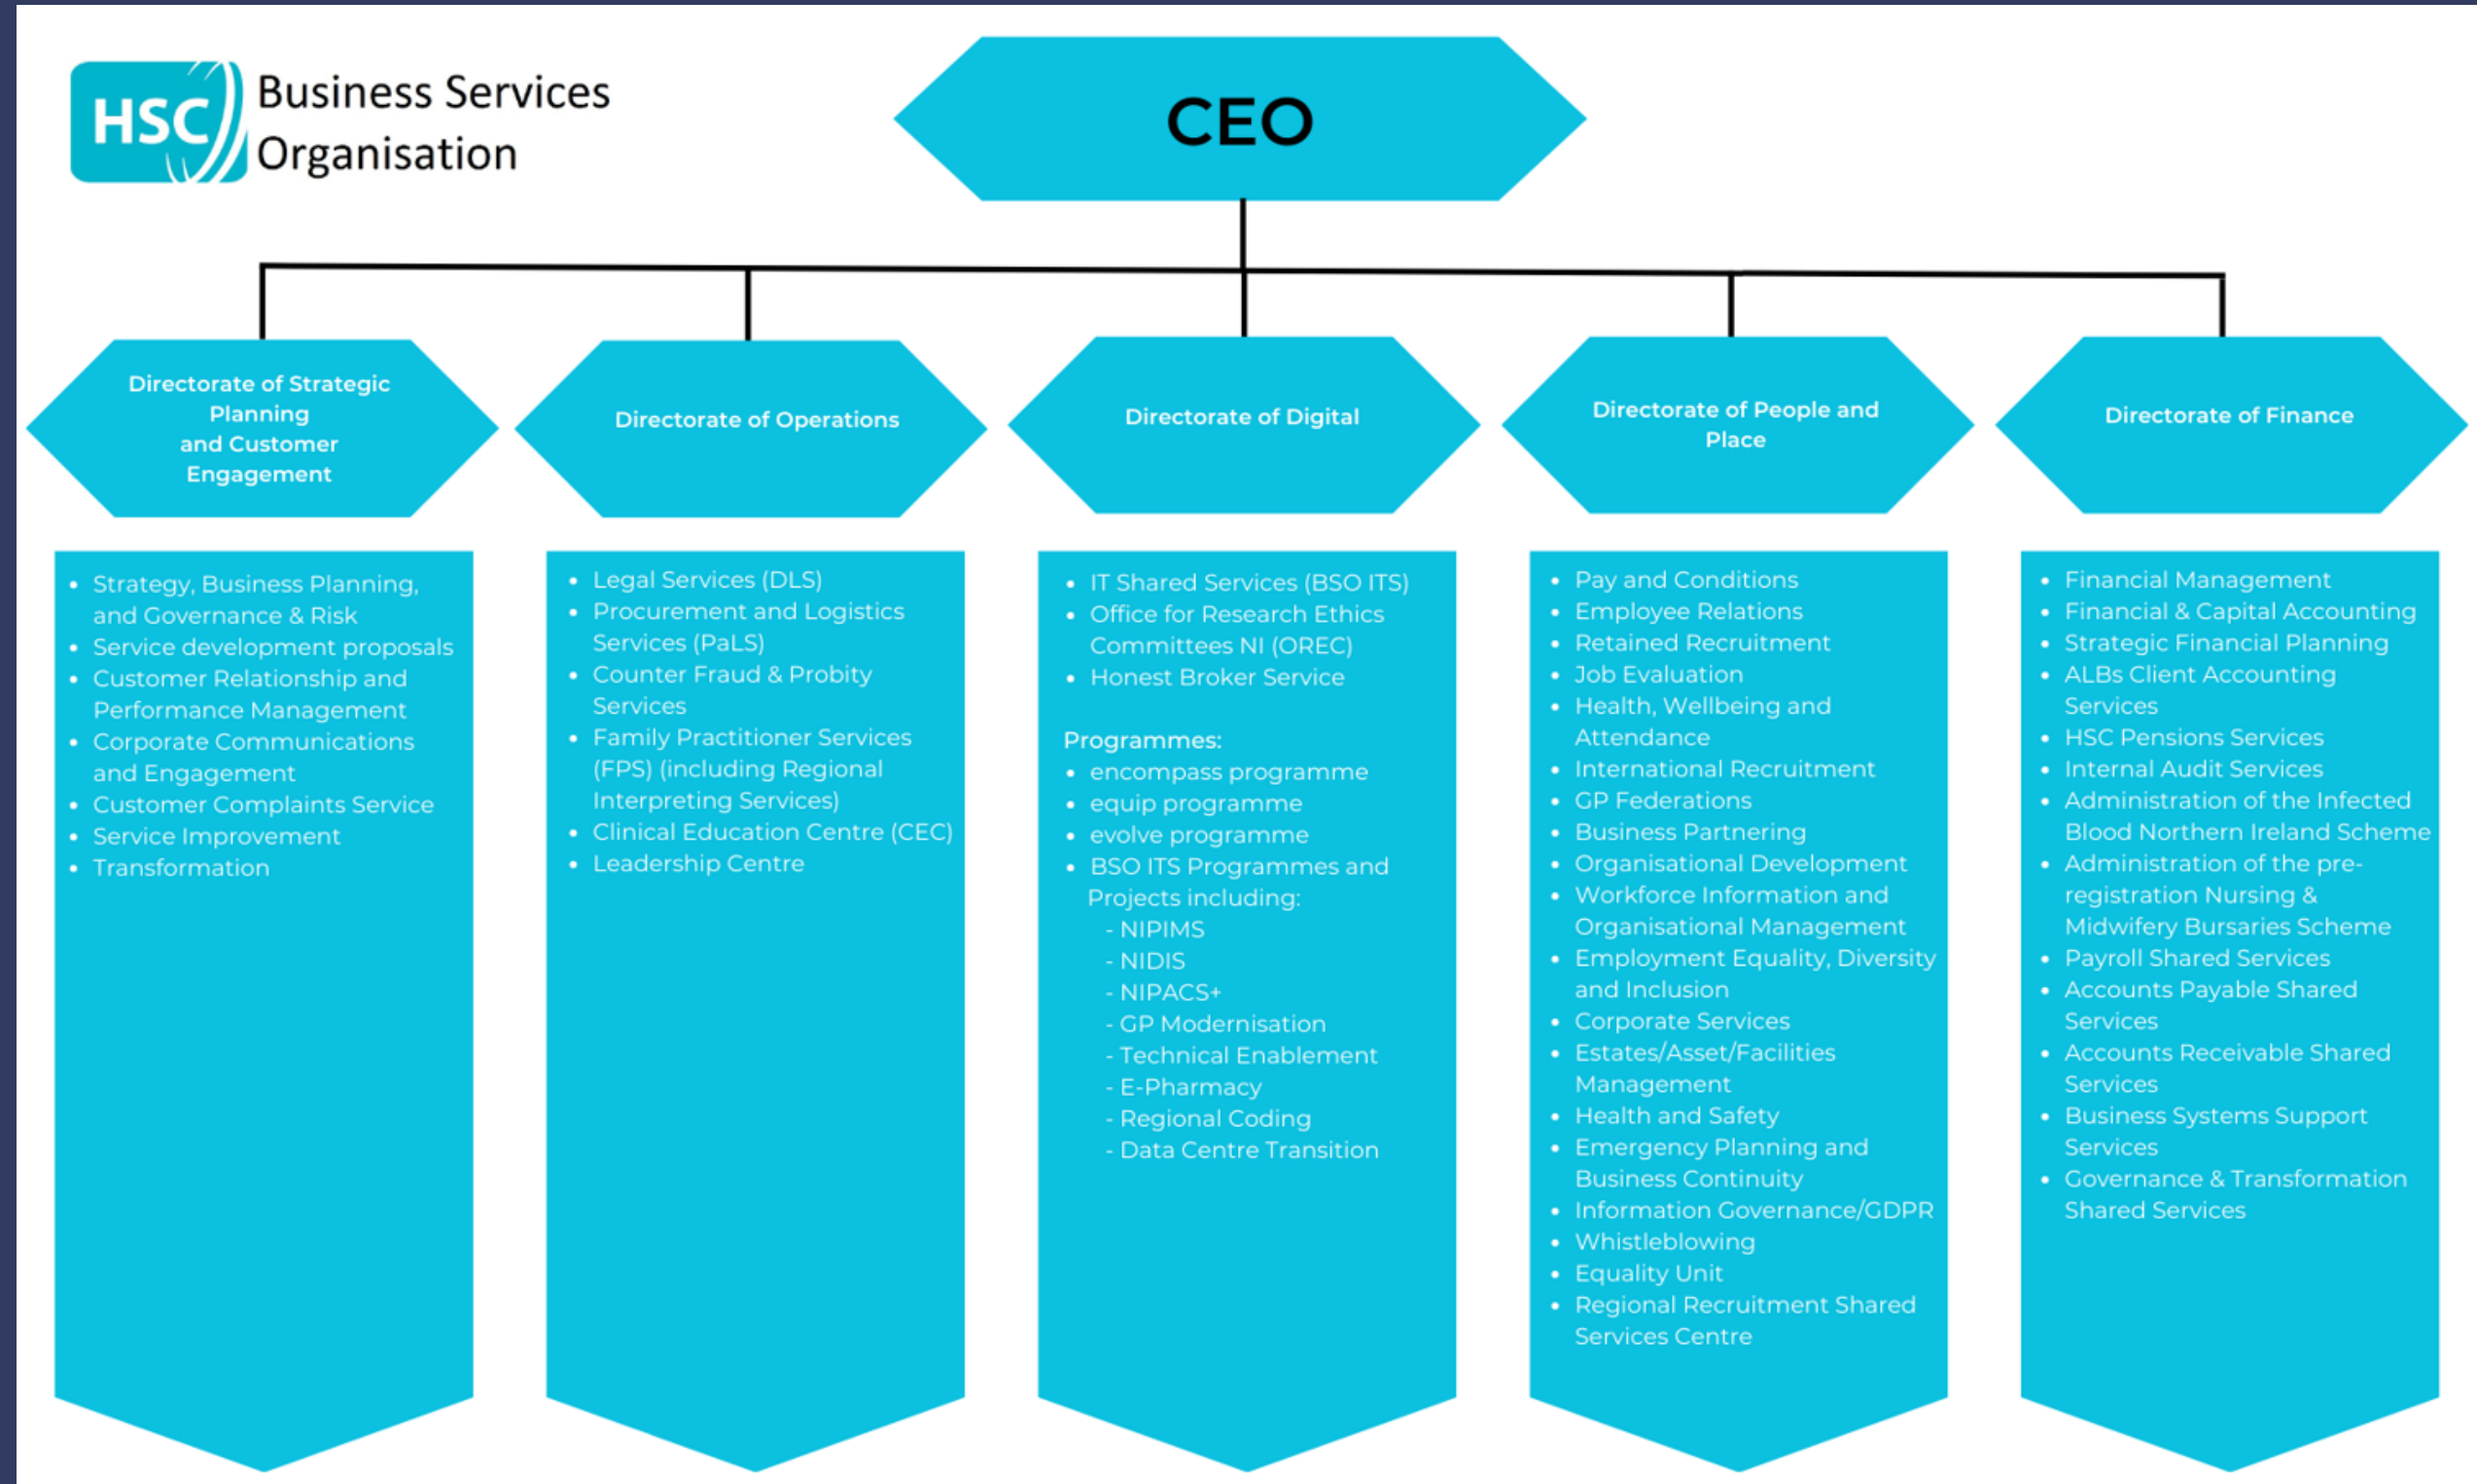 HSC
Business Services
Organisation
CEO
Directorate of Strategic
Planning
and Customer
Engagement
Directorate of Operations
Directorate of Digital
Directorate of People and
Place
Directorate of Finance
• Strategy, Business Planning,
and Governance & Risk
• Service development proposals
• Customer Relationship and
Performance Management
• Corporate Communications
and Engagement
• Customer Complaints Service
• Service Improvement
• Transformation
• Legal Services (DLS)
• Procurement and Logistics
Services (PaLS)
• Counter Fraud & Probity
Services
• Family Practitioner Services
(FPS) (including Regional
Interpreting Services)
• Clinical Education Centre (CEC)
• Leadership Centre
• IT Shared Services (BSO ITS)
• Office for Research Ethics
Committees NI (OREC)
• Honest Broker Service
Programmes:
• encompass programme
• equip programme
• evolve programme
• BSO ITS Programmes and
Projects including:
- NIPIMS
- NIDIS
- NIPACS+
- GP Modernisation
- Technical Enablement
- E-Pharmacy
- Regional Coding
- Data Centre Transition
• Pay and Conditions
• Employee Relations
• Retained Recruitment
• Job Evaluation
• Health, Wellbeing and
Attendance
• International Recruitment
• GP Federations
• Business Partnering
• Organisational Development
• Workforce Information and
Organisational Management
• Employment Equality, Diversity
and Inclusion
• Corporate Services
• Estates/Asset/Facilities
Management
• Health and Safety
• Emergency Planning and
Business Continuity
• Information Governance/GDPR
• Whistleblowing
• Equality Unit
• Regional Recruitment Shared
Services Centre
• Financial Management
• Financial & Capital Accounting
• Strategic Financial Planning
• ALBs Client Accounting
Services
• HSC Pensions Services
• Internal Audit Services
• Administration of the Infected
Blood Northern Ireland Scheme
• Administration of the pre-
registration Nursing &
Midwifery Bursaries Scheme
• Payroll Shared Services
• Accounts Payable Shared
Services
• Accounts Receivable Shared
Services
• Business Systems Support
Services
• Governance & Transformation
Shared Services